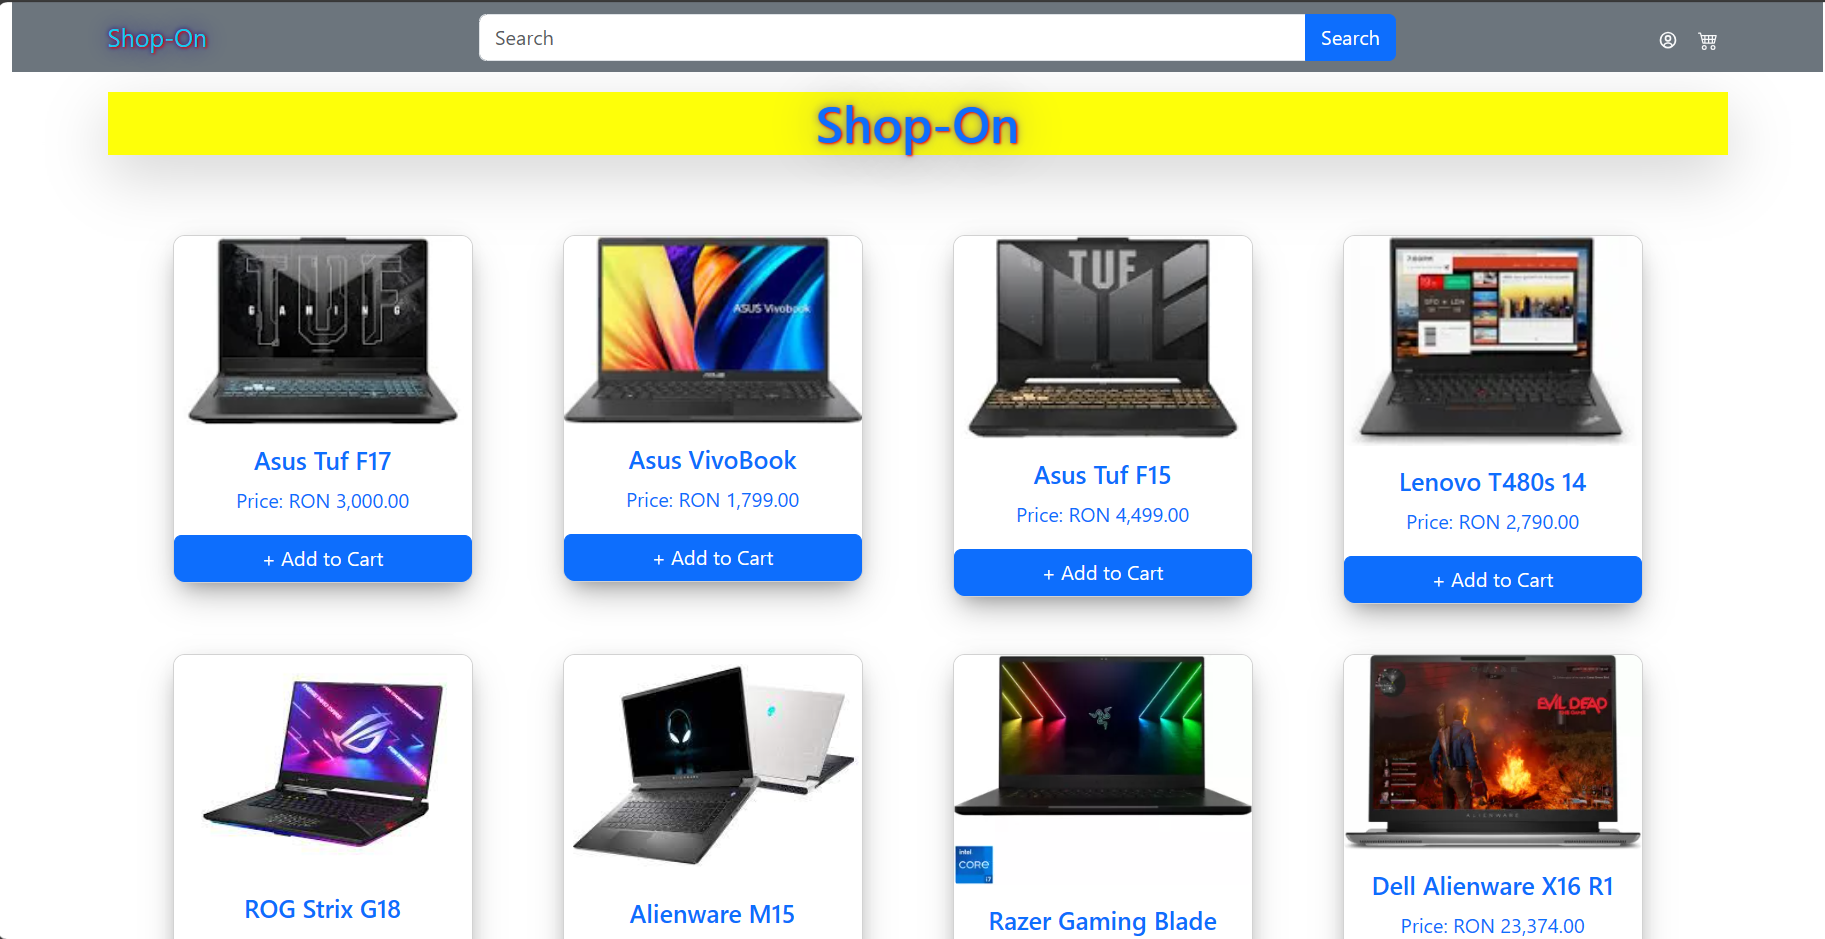 Shop-On
Search
Search
Shop-On
TUF
GAMING
ASUS Vivobook
ASUS
TUF
Asus Tuf F17
Asus VivoBook
Asus Tuf F15
Lenovo T480s 14
Price: RON 3,000.00
Price: RON 1,799.00
Price: RON 4,499.00
Price: RON 2,790.00
+ Add to Cart
+ Add to Cart
+ Add to Cart
+ Add to Cart
EVIL DEAD
ALIENWARE
intel
CORE
i7
ROG Strix G18
Alienware M15
Razer Gaming Blade
Dell Alienware X16 R1
Price: RON 23,374.00